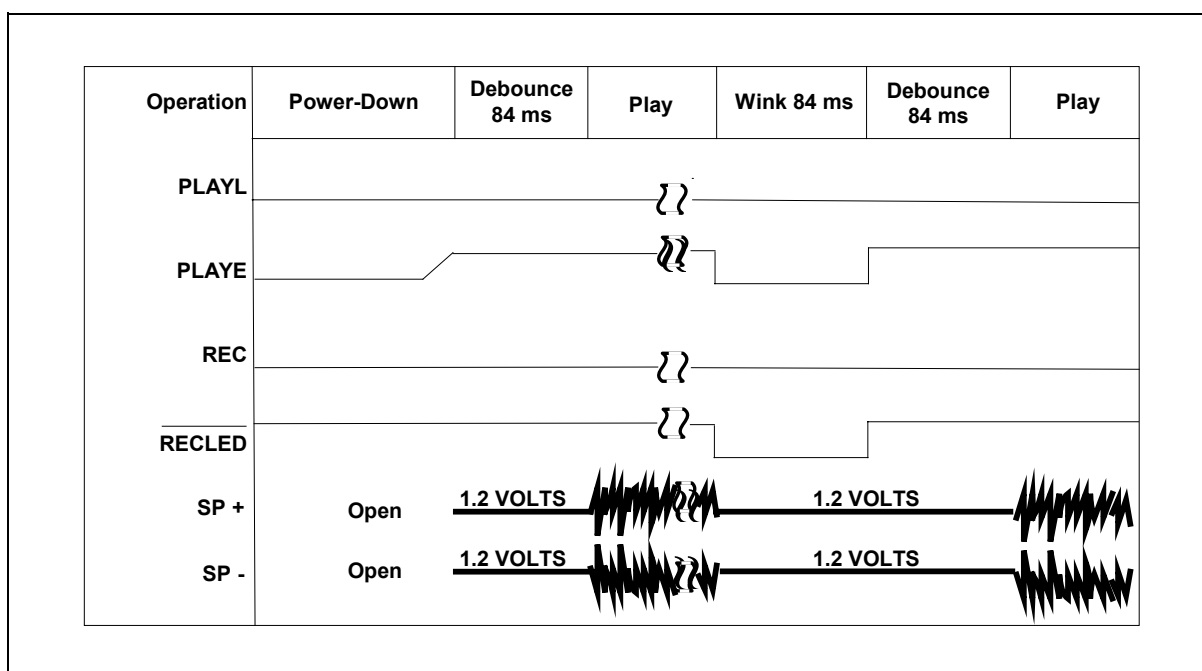 Operation Power-Down Debounce 84 ms Play Wink 84 ms Debounce 84 ms Play
PLAYL
PLAYE
REC
RECLED
SP + Open 1.2 VOLTS 1.2 VOLTS
SP - Open 1.2 VOLTS 1.2 VOLTS